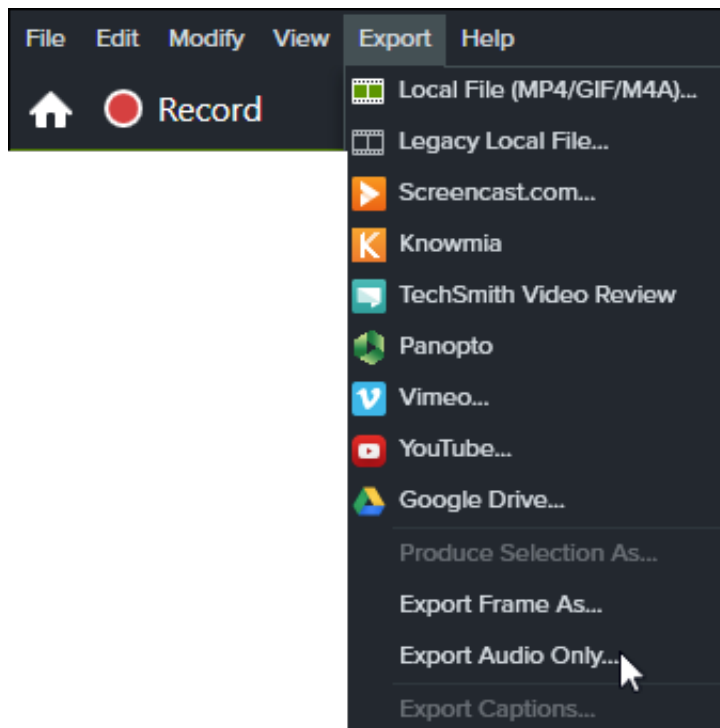 File Edit Modify View Export Help
Record
Local File (MP4/GIF/M4A)...
Legacy Local File...
Screencast.com...
Knowmia
TechSmith Video Review
Panopto
Vimeo...
YouTube...
Google Drive...
Produce Selection As...
Export Frame As...
Export Audio Only...
Export Captions...